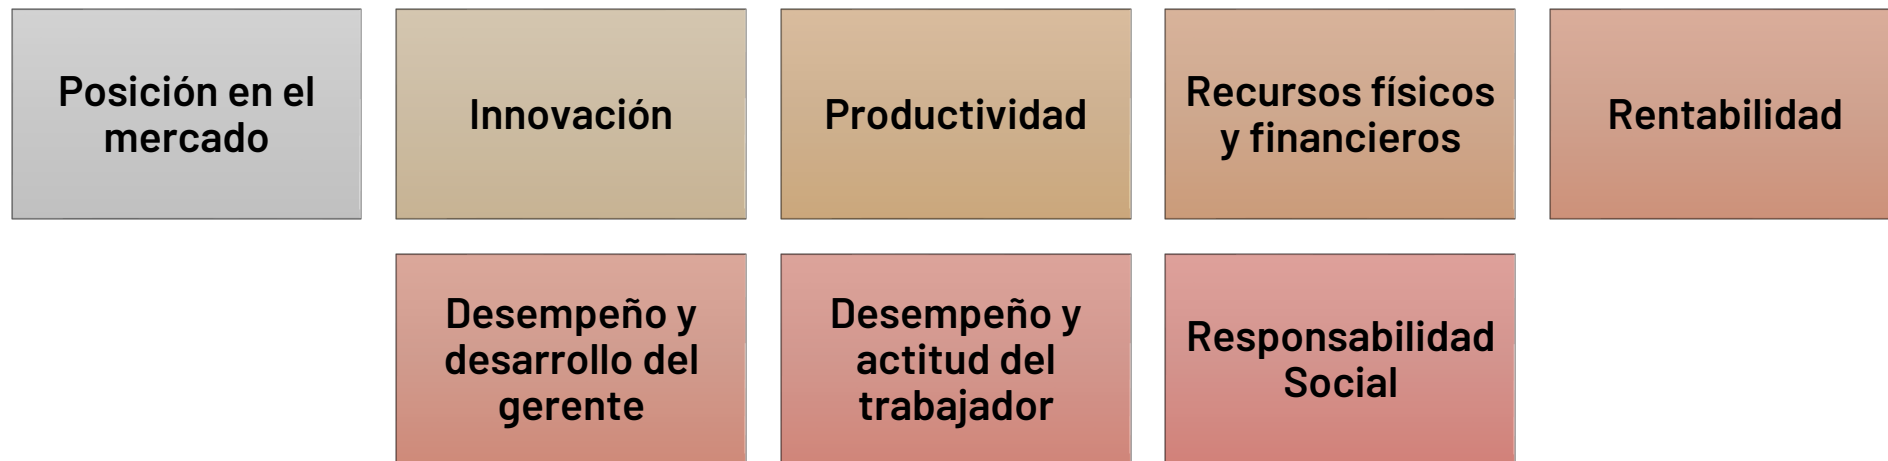 Posición en el
mercado
Innovación
Productividad
Recursos físicos
y financieros
Rentabilidad
Desempeño y
desarrollo del
gerente
Desempeño y
actitud del
trabajador
Responsabilidad
Social